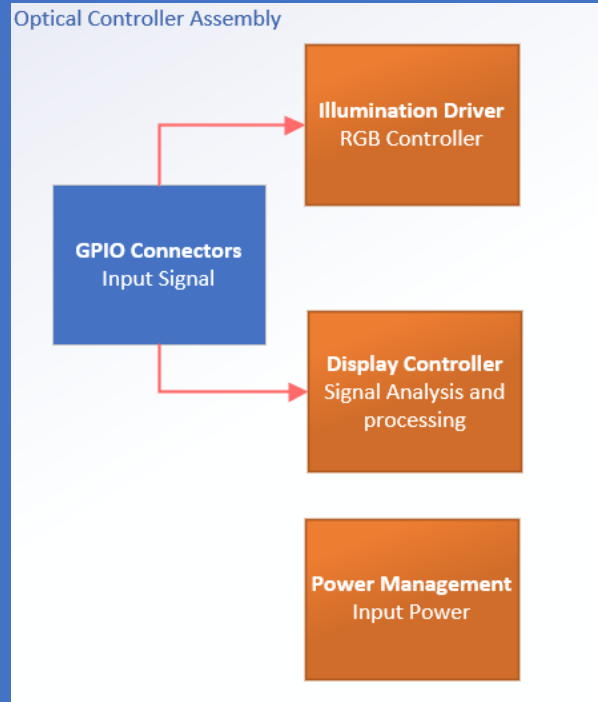 Optical Controller Assembly
Illumination Driver
RGB Controller
GPIO Connectors
Input Signal
Display Controller
Signal Analysis and
processing
Power Management
Input Power